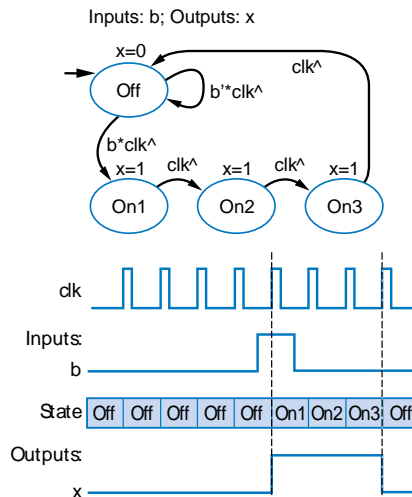 Inputs: b; Outputs: x
x=0
clk^
Off
b'*clk^
b*clk^
x=1
clk^
x=1
clk^
x=1
On1
On2
On3
clk
Inputs:
b
State
Off
Off
Off
Off
Off
On1
On2
On3
Off
Outputs:
x